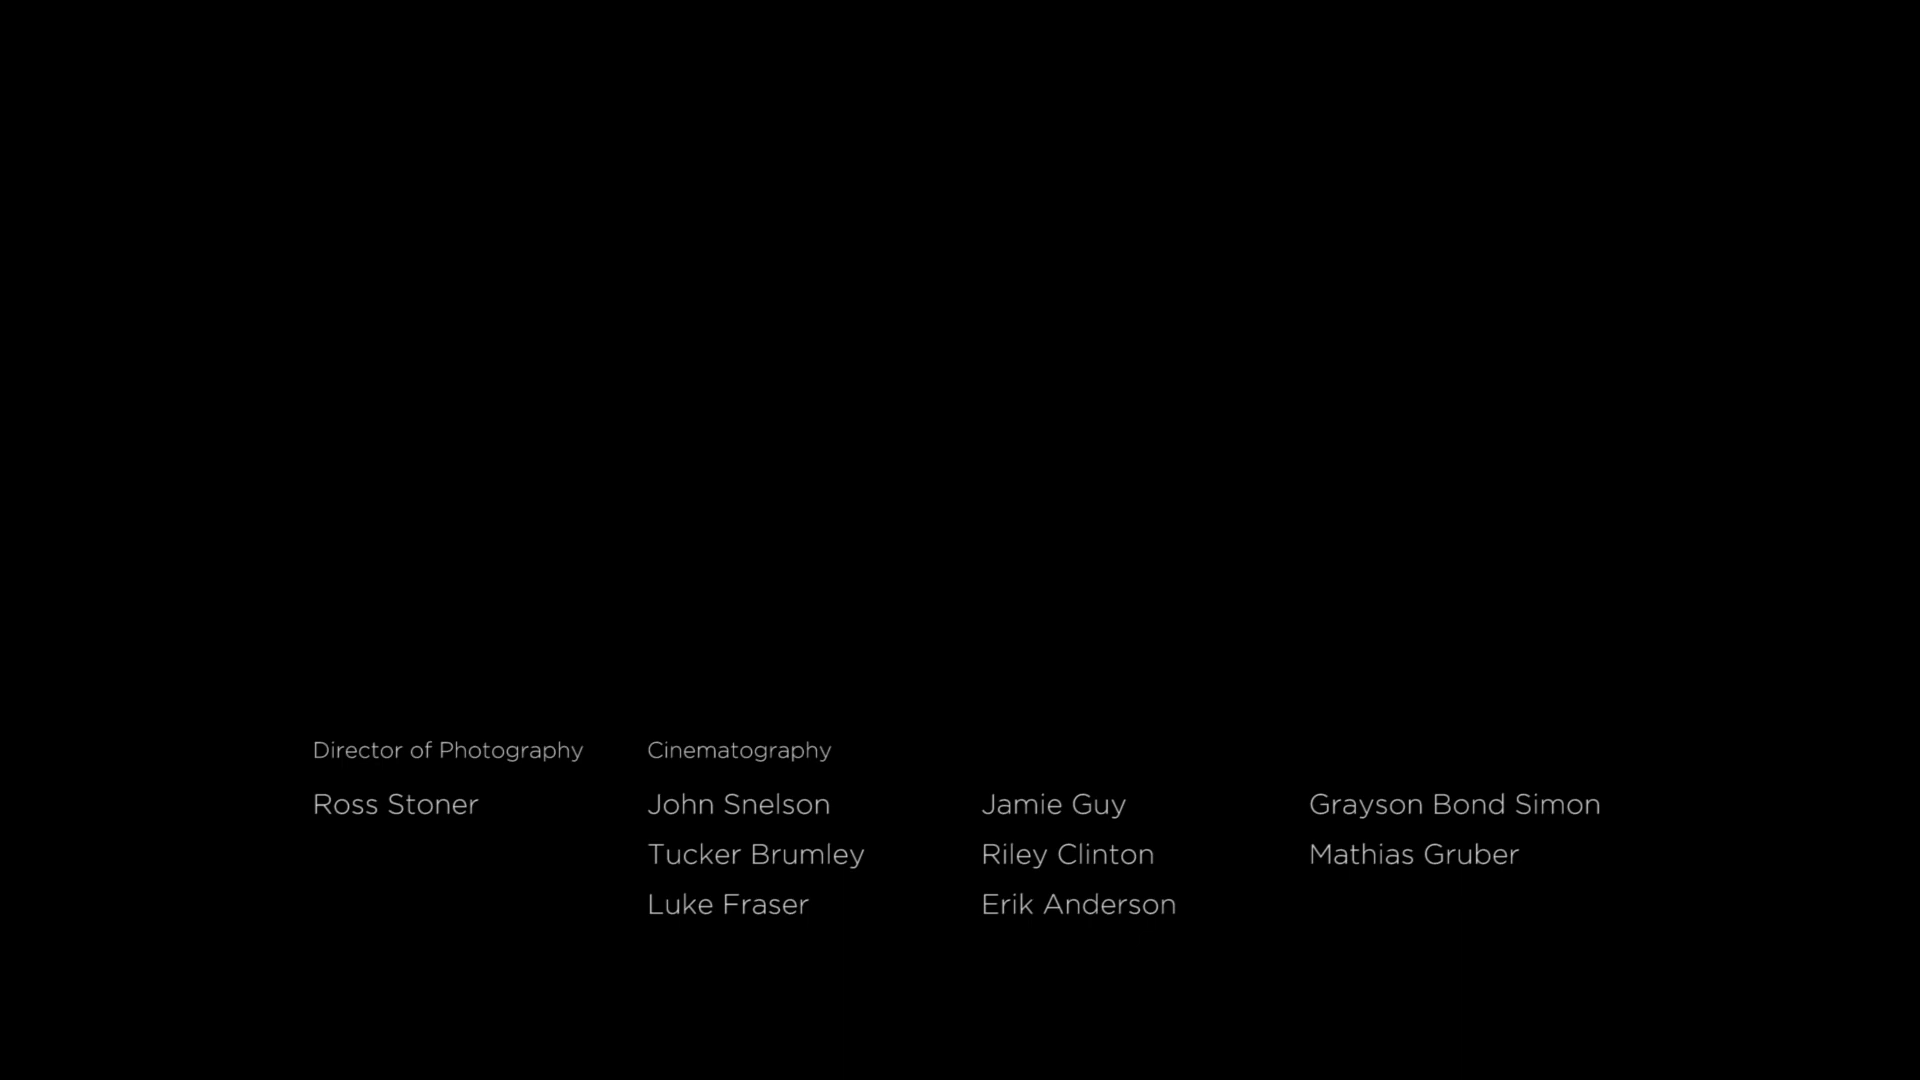 Director of Photography
Ross Stoner
Cinematography
John Snelson
Tucker Brumley
Luke Fraser
Jamie Guy
Riley Clinton
Erik Anderson
Grayson Bond Simon
Mathias Gruber